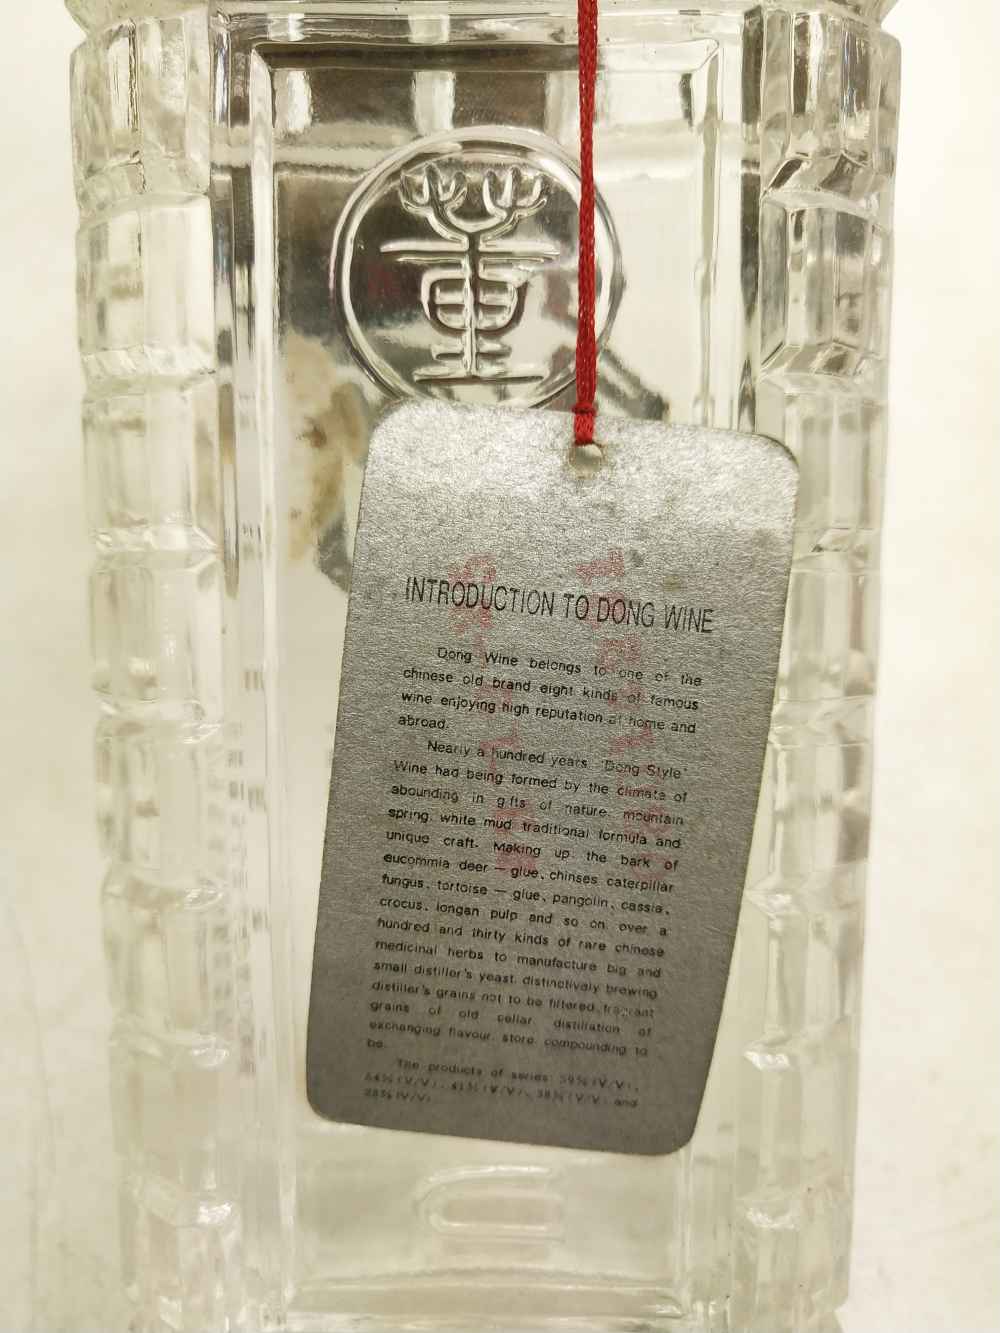 董
INTRODUCTION TO DONG WINE
Dong Wine belongs to one of the
chinese old brand eight kinds of famous
wine enjoying high reputation at home and
abroad.
Nearly a hundred years "Dong Style"
Wine had being formed by the climate of
abounding in gifts of nature, mountain
spring, white mud, traditional formula and
unique craft. Making up the bark of
eucommia deer — glue, chinses caterpillar
fungus, tortoise — glue, pangolin, cassia,
crocus, longan pulp and so on, over a
hundred and thirty kinds of rare chinese
medicinal herbs to manufacture big and
small distiller's yeast, distinctively brewing
distiller's grains not to be filtered, fragrant
grains of old cellar, distillation of
exchanging flavour, store, compounding to
be.
The products of series: 59% (V/V),
54% (V/V), 41% (V/V), 38% (V/V) and
28% (V/V)